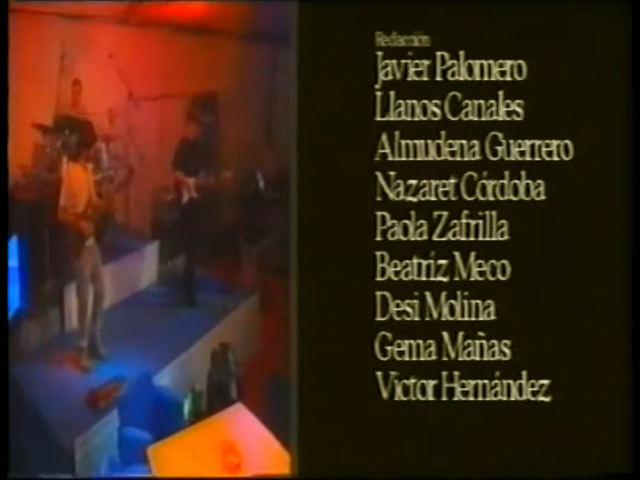 Redacción
Javier Palomero
Llanos Canales
Almudena Guerrero
Nazaret Córdoba
Paola Zafrilla
Beatriz Meco
Desi Molina
Gema Mañas
Victor Hernández